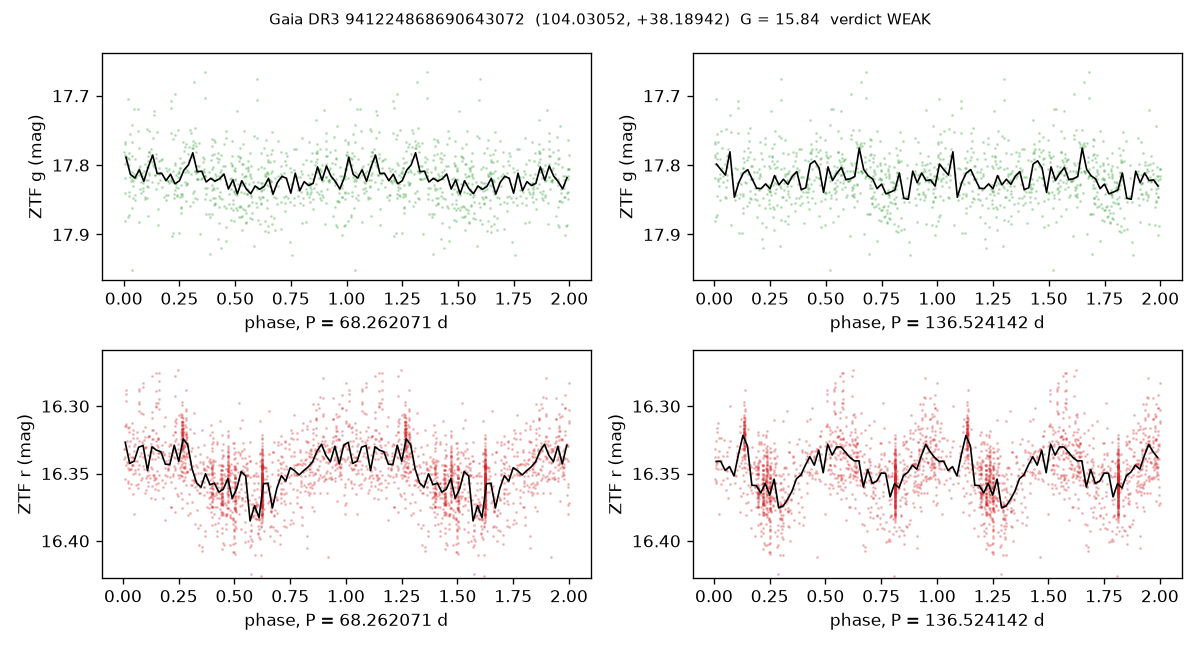 Gaia DR3 941224868690643072 (104.03052, +38.18942) G = 15.84 verdict WEAK
ZTF g (mag)
17.7
17.8
17.9
0.00 0.25 0.50 0.75 1.00 1.25 1.50 1.75 2.00
phase, P = 68.262071 d
ZTF g (mag)
17.7
17.8
17.9
0.00 0.25 0.50 0.75 1.00 1.25 1.50 1.75 2.00
phase, P = 136.524142 d
ZTF r (mag)
16.30
16.35
16.40
0.00 0.25 0.50 0.75 1.00 1.25 1.50 1.75 2.00
phase, P = 68.262071 d
ZTF r (mag)
16.30
16.35
16.40
0.00 0.25 0.50 0.75 1.00 1.25 1.50 1.75 2.00
phase, P = 136.524142 d